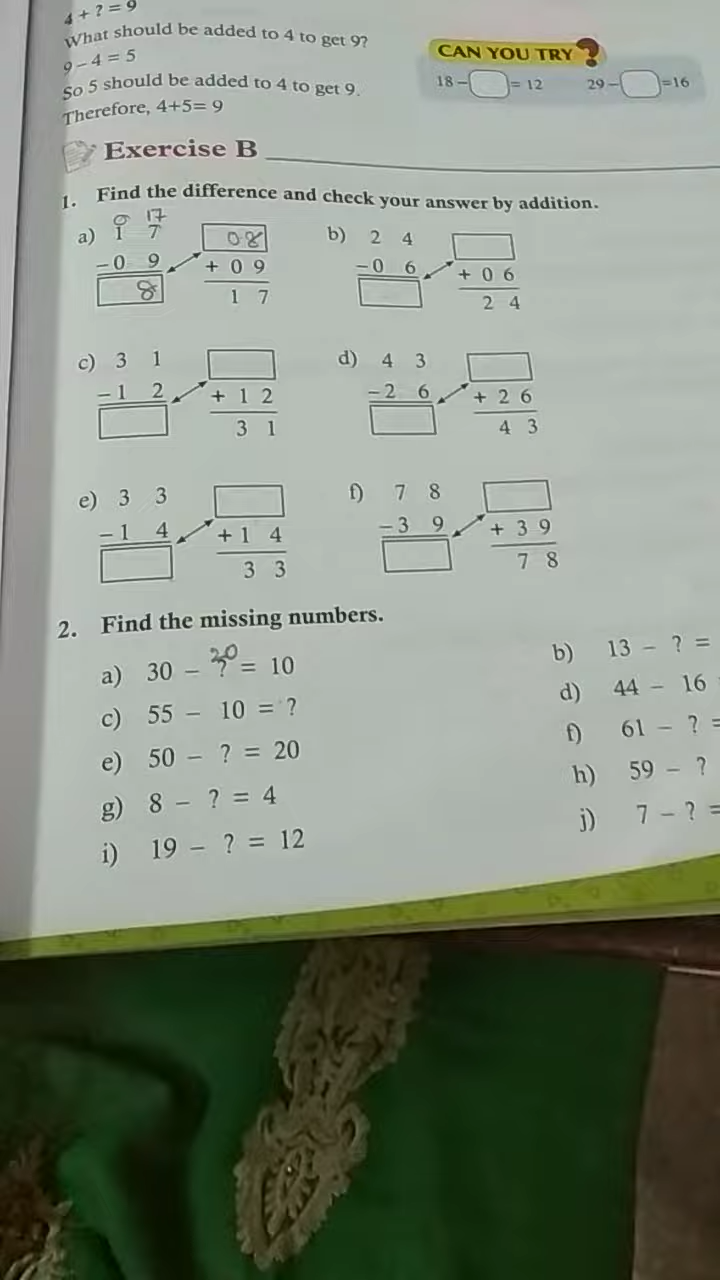 4 + ? = 9
What should be added to 4 to get 9?
9 – 4 = 5
So 5 should be added to 4 to get 9.
Therefore, 4+5= 9
CAN YOU TRY ?
18 – = 12 29 – =16
Exercise B
1. Find the difference and check your answer by addition.
0 17
a) 1 7 08 b) 2 4
– 0 9 + 0 9 – 0 6 + 0 6
8 1 7 2 4
c) 3 1 d) 4 3
– 1 2 + 1 2 – 2 6 + 2 6
3 1 4 3
e) 3 3 f) 7 8
– 1 4 + 1 4 – 3 9 + 3 9
3 3 7 8
2. Find the missing numbers.
20
a) 30 – ? = 10 b) 13 – ? =
c) 55 – 10 = ? d) 44 – 16
e) 50 – ? = 20 f) 61 – ? =
g) 8 – ? = 4 h) 59 – ?
i) 19 – ? = 12 j) 7 – ? =